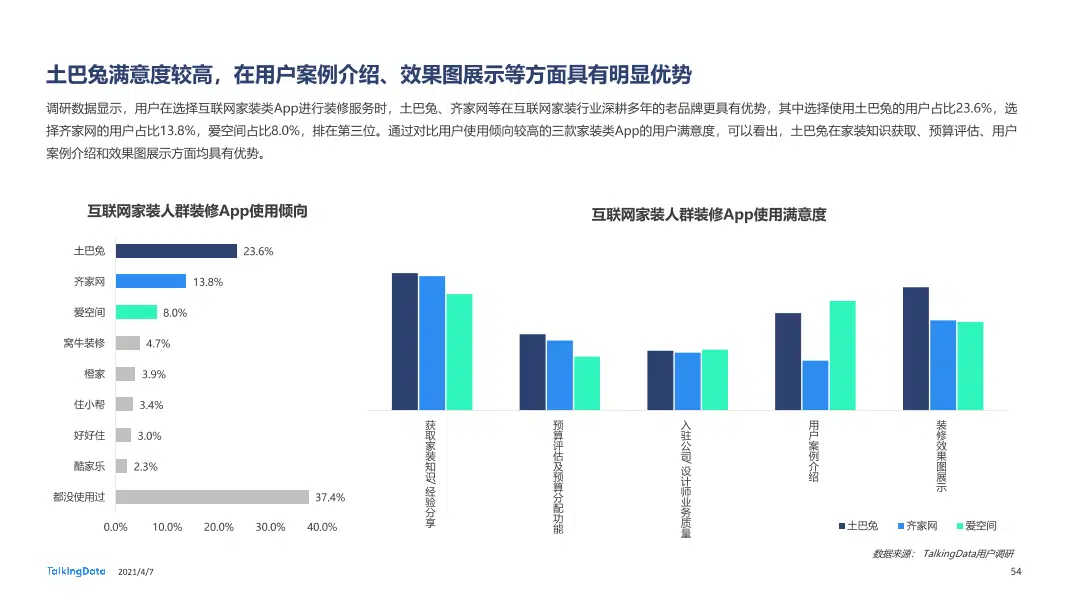 土巴兔满意度较高，在用户案例介绍、效果图展示等方面具有明显优势
调研数据显示，用户在选择互联网家装类App进行装修服务时，土巴兔、齐家网等在互联网家装行业深耕多年的老品牌更具有优势，其中选择使用土巴兔的用户占比23.6%，选
择齐家网的用户占比13.8%，爱空间占比8.0%，排在第三位。通过对比用户使用倾向较高的三款家装类App的用户满意度，可以看出，土巴兔在家装知识获取、预算评估、用户
案例介绍和效果图展示方面均具有优势。
互联网家装人群装修App使用倾向
土巴兔 23.6%
齐家网 13.8%
爱空间 8.0%
窝牛装修 4.7%
橙家 3.9%
住小帮 3.4%
好好住 3.0%
酷家乐 2.3%
都没使用过 37.4%
0.0% 10.0% 20.0% 30.0% 40.0%
互联网家装人群装修App使用满意度
获取家装知识/经验分享
预算评估及预算分配功能
入驻公司/设计师业务质量
用户案例介绍
装修效果图展示
土巴兔 齐家网 爱空间
数据来源： TalkingData用户调研
TalkingData 2021/4/7
54